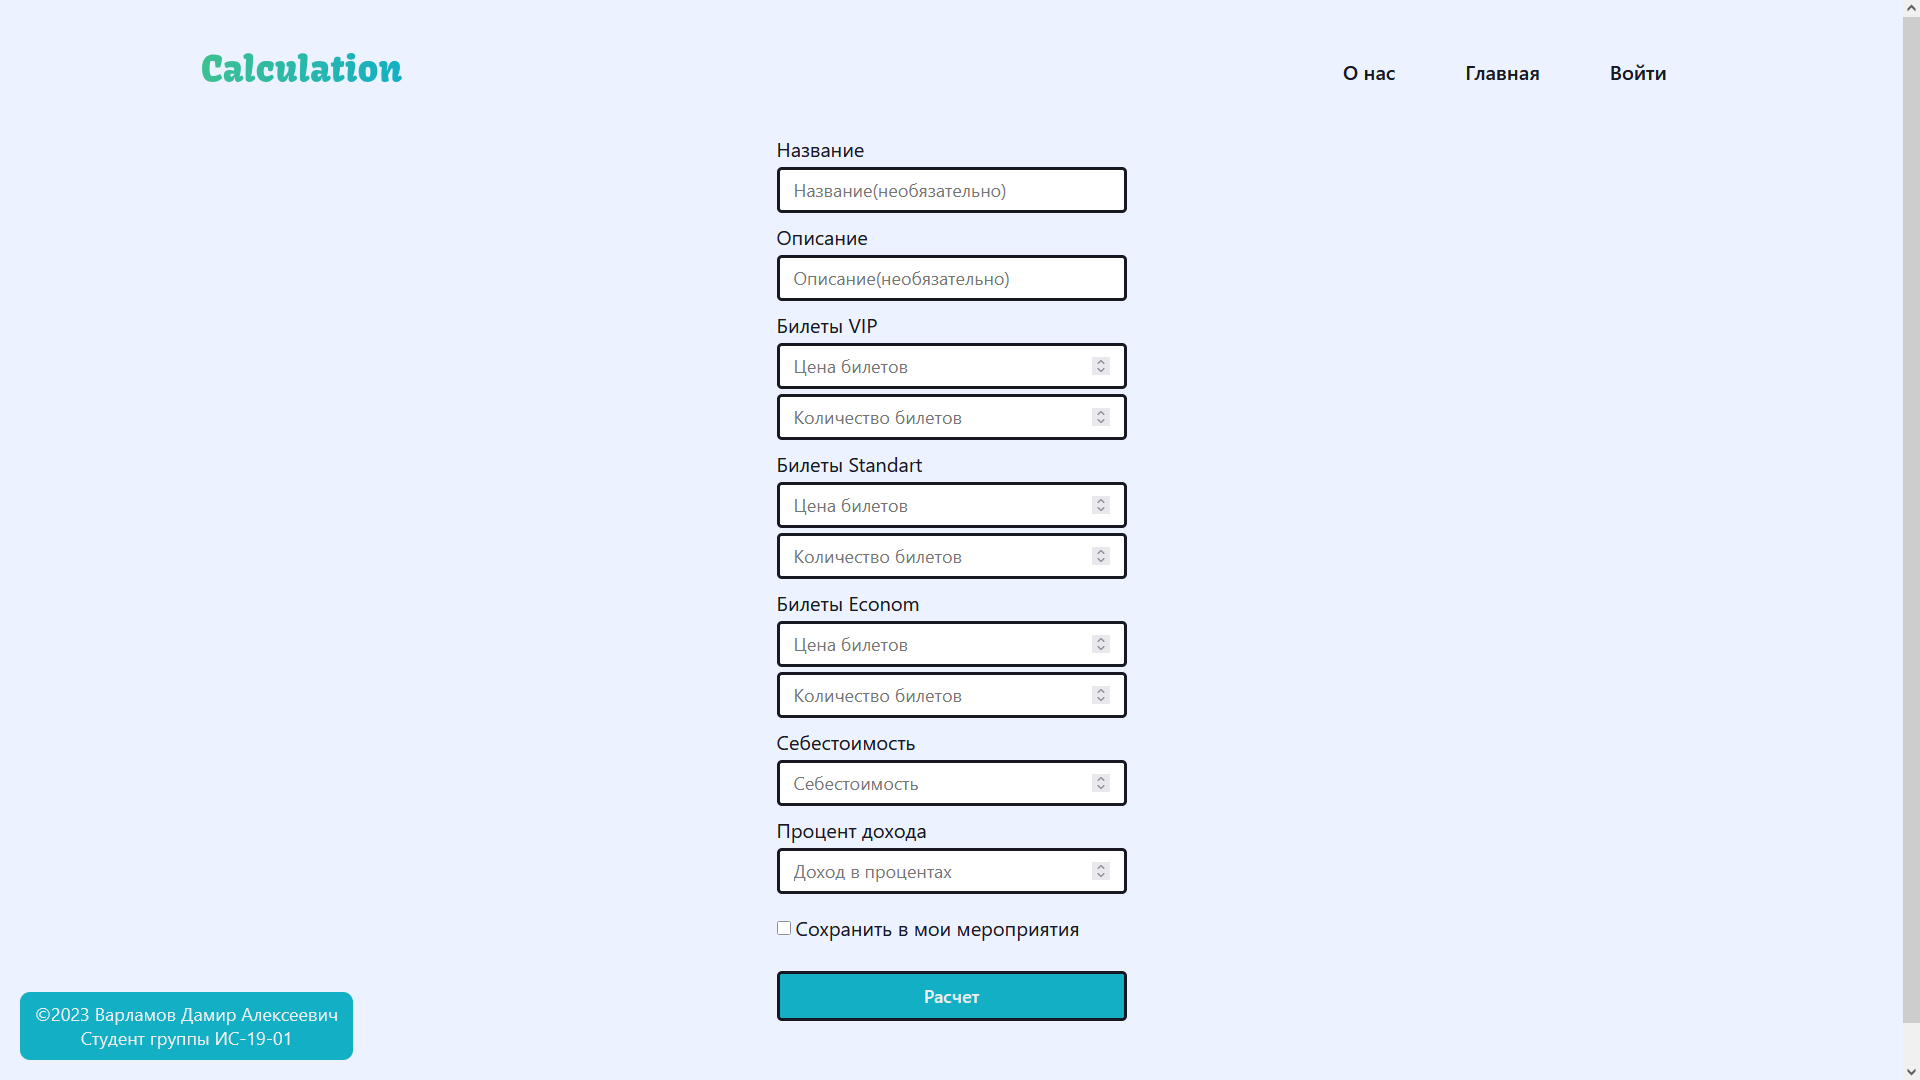 Calculation
О нас
Главная
Войти
Название
Название(необязательно)
Описание
Описание(необязательно)
Билеты VIP
Цена билетов
Количество билетов
Билеты Standart
Цена билетов
Количество билетов
Билеты Econom
Цена билетов
Количество билетов
Себестоимость
Себестоимость
Процент дохода
Доход в процентах
Сохранить в мои мероприятия
Расчет
©2023 Варламов Дамир Алексеевич
Студент группы ИС-19-01